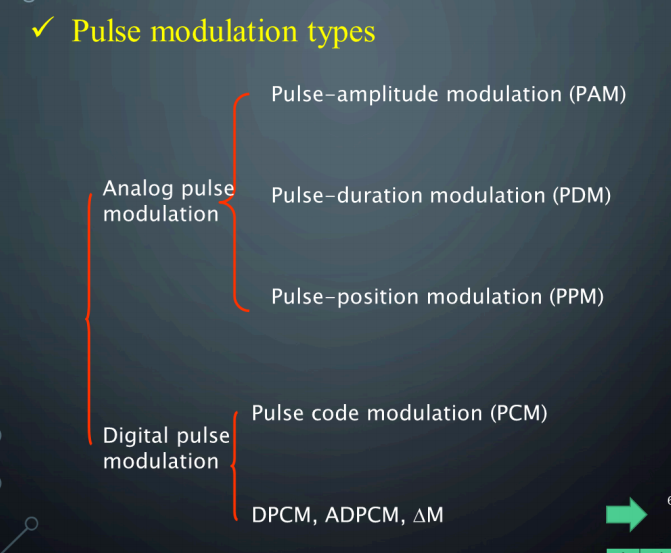 ✓ Pulse modulation types
Pulse-amplitude modulation (PAM)
Analog pulse
modulation
Pulse-duration modulation (PDM)
Pulse-position modulation (PPM)
Pulse code modulation (PCM)
Digital pulse
modulation
DPCM, ADPCM, ∆M